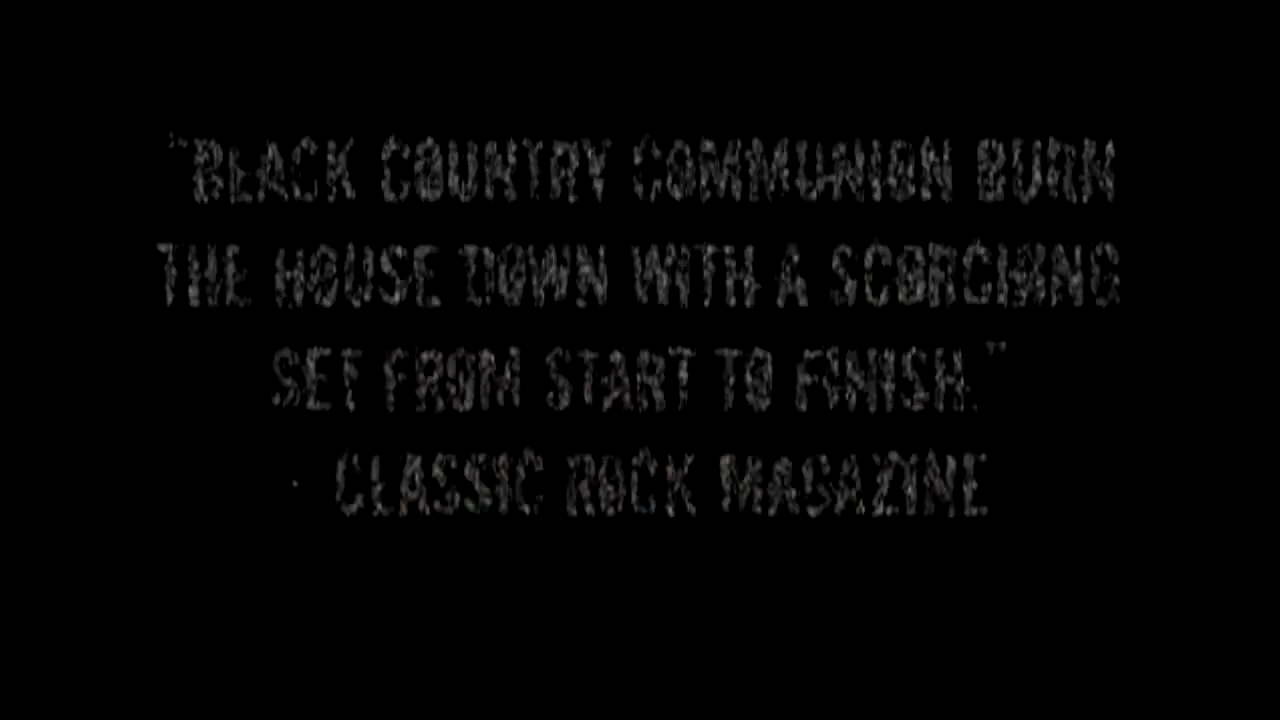 "BLACK COUNTRY COMMUNION BURN
THE HOUSE DOWN WITH A SCORCHING
SET FROM START TO FINISH."
- CLASSIC ROCK MAGAZINE